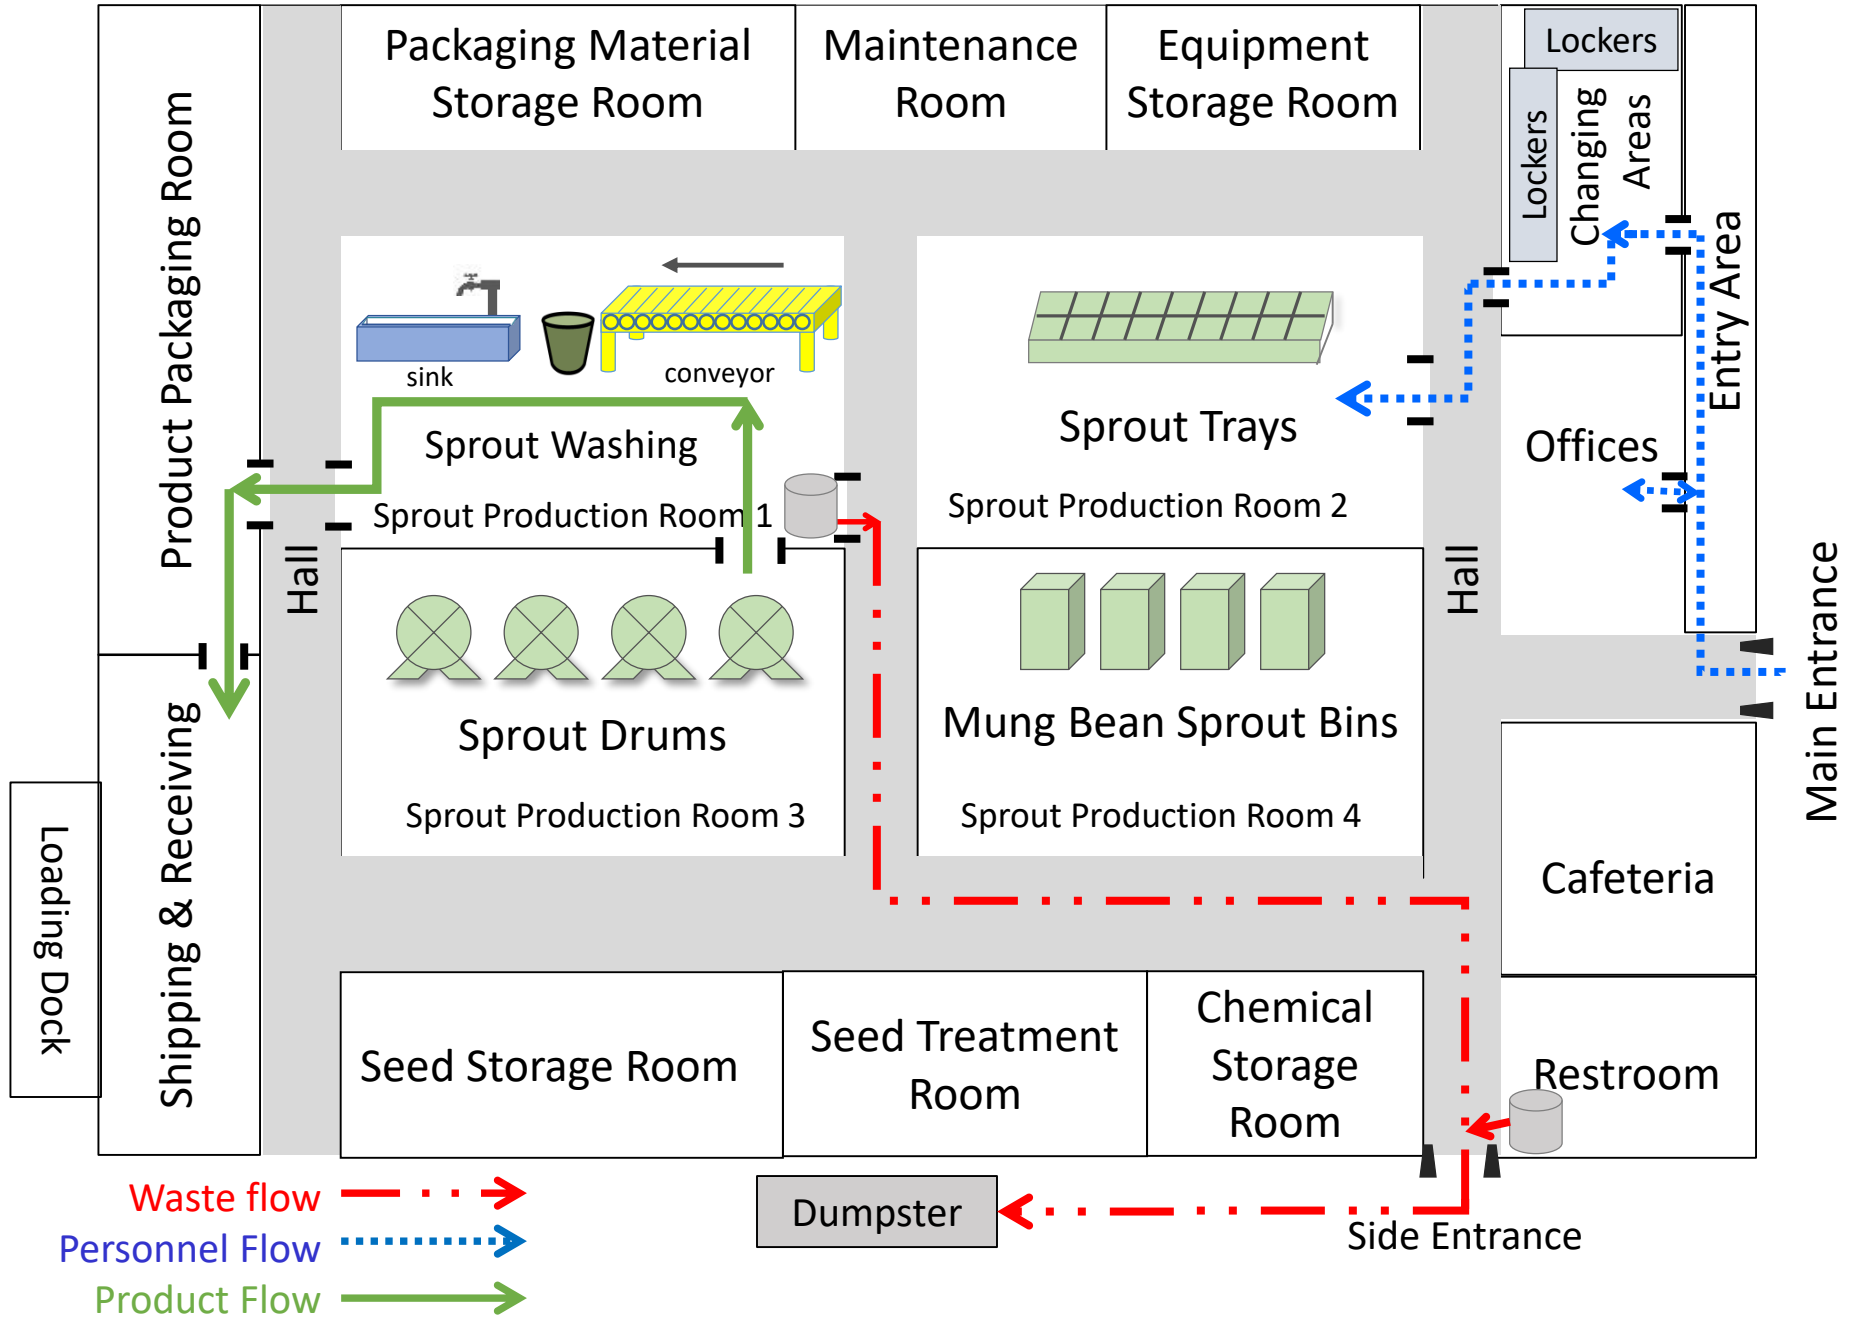 Packaging Material
Storage Room
Maintenance
Room
Equipment
Storage Room
Lockers
Lockers
Changing
Areas
Entry Area
Product Packaging Room
sink
conveyor
Sprout Washing
Sprout Production Room 1
Sprout Trays
Sprout Production Room 2
Offices
Hall
Hall
Main Entrance
Sprout Drums
Sprout Production Room 3
Mung Bean Sprout Bins
Sprout Production Room 4
Shipping & Receiving
Loading Dock
Cafeteria
Seed Storage Room
Seed Treatment
Room
Chemical
Storage
Room
Restroom
Dumpster
Side Entrance
Waste flow
Personnel Flow
Product Flow